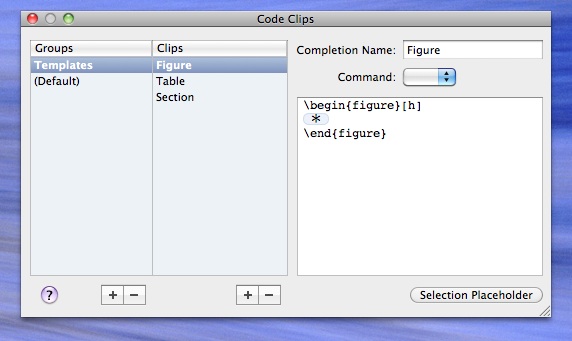 Code Clips
Groups Clips Completion Name: Figure
Templates Figure
(Default) Table Command:
Section
\begin{figure}[h]
*
\end{figure}
? + − + − Selection Placeholder